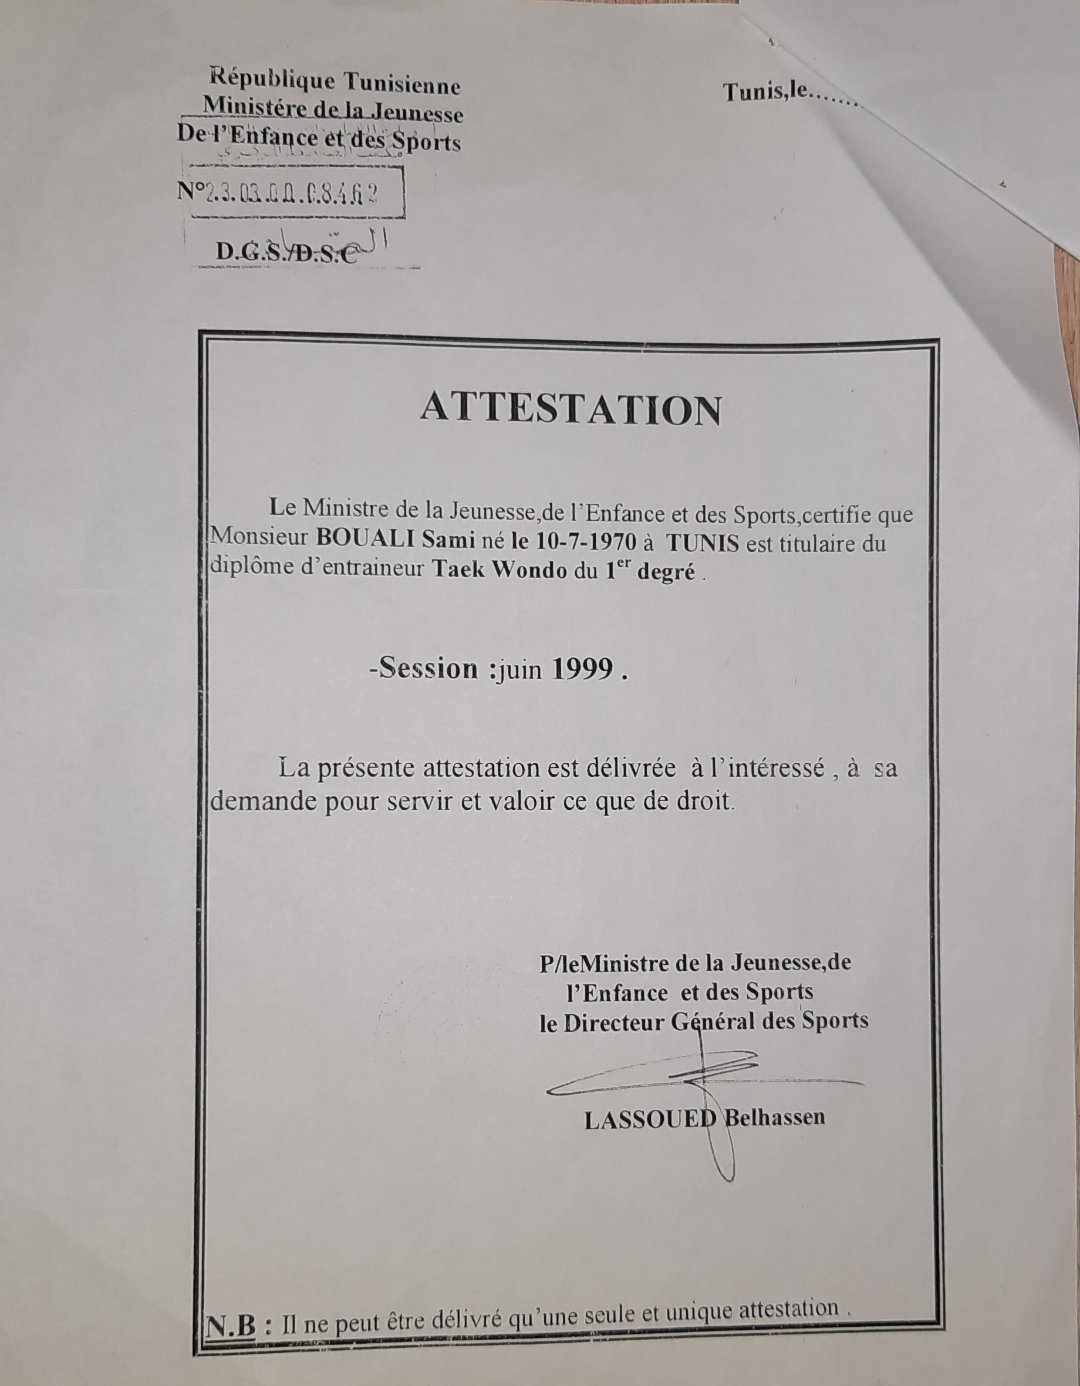 République Tunisienne
Ministére de la Jeunesse
De l'Enfance et des Sports
Tunis,le.......
N°23.03.00.08462
D.G.S./D.S.C
ATTESTATION
Le Ministre de la Jeunesse,de l'Enfance et des Sports,certifie que
Monsieur BOUALI Sami né le 10-7-1970 à TUNIS est titulaire du
diplôme d'entraineur Taek Wondo du 1er degré .
-Session :juin 1999 .
La présente attestation est délivrée à l'intéressé , à sa
demande pour servir et valoir ce que de droit.
P/leMinistre de la Jeunesse,de
l'Enfance et des Sports
le Directeur Général des Sports
LASSOUED Belhassen
N.B : Il ne peut être délivré qu'une seule et unique attestation .